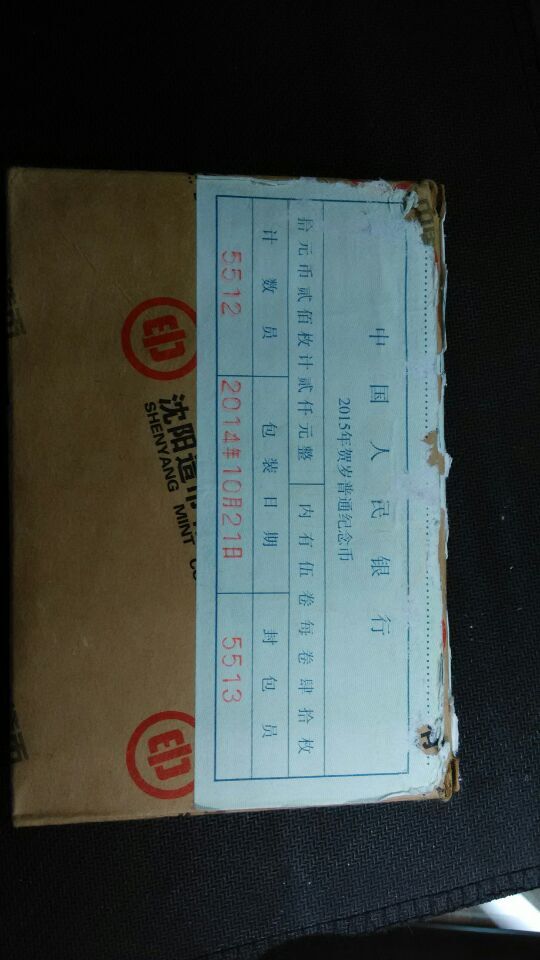 中国人民银行
2015年贺岁普通纪念币
拾元币贰佰枚计贰仟元整 内有伍卷每卷肆拾枚
计数员 包装日期 封包员
5512 2014年10月21日 5513
沈阳造币
SHENYANG MINT CO